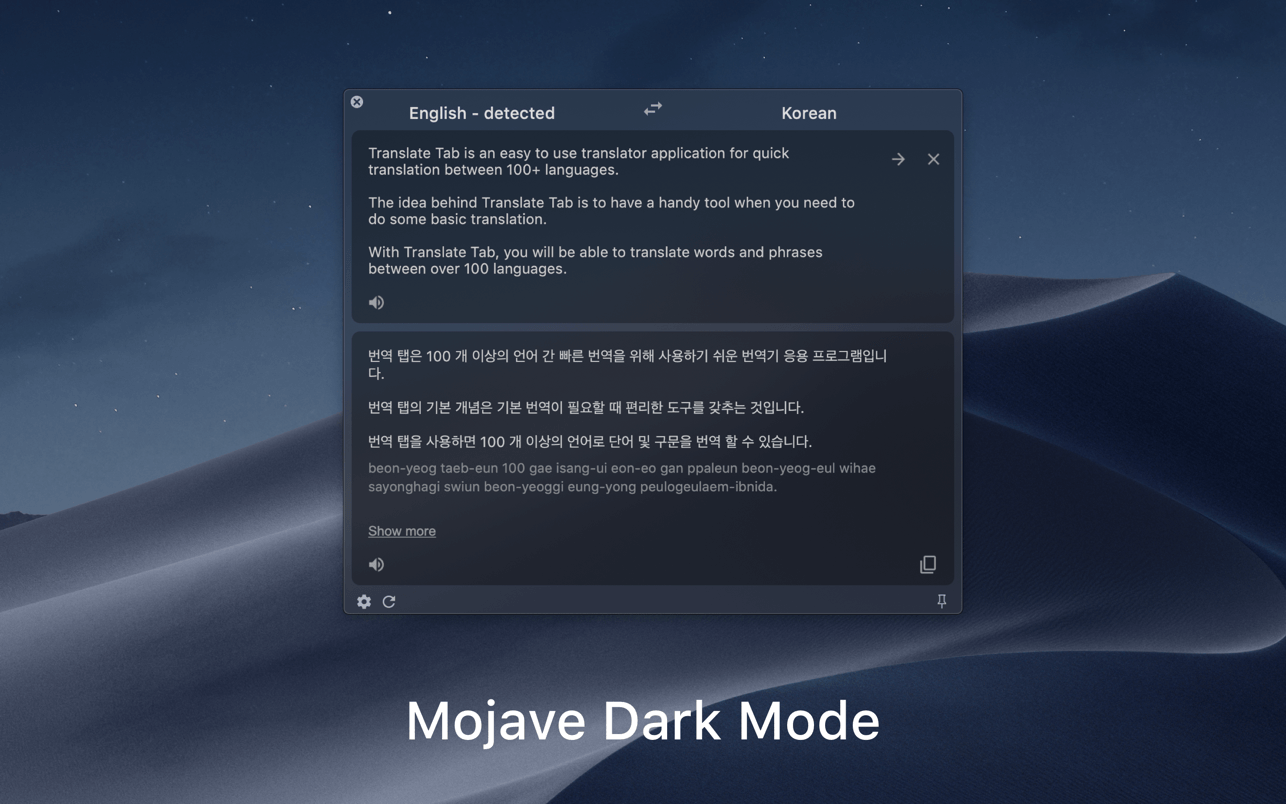 English - detected
Korean
Translate Tab is an easy to use translator application for quick
translation between 100+ languages.
The idea behind Translate Tab is to have a handy tool when you need to
do some basic translation.
With Translate Tab, you will be able to translate words and phrases
between over 100 languages.
번역 탭은 100 개 이상의 언어 간 빠른 번역을 위해 사용하기 쉬운 번역기 응용 프로그램입니
다.
번역 탭의 기본 개념은 기본 번역이 필요할 때 편리한 도구를 갖추는 것입니다.
번역 탭을 사용하면 100 개 이상의 언어로 단어 및 구문을 번역 할 수 있습니다.
beon-yeog taeb-eun 100 gae isang-ui eon-eo gan ppaleun beon-yeog-eul wihae
sayonghagi swiun beon-yeoggi eung-yong peulogeulaem-ibnida.
Show more
Mojave Dark Mode